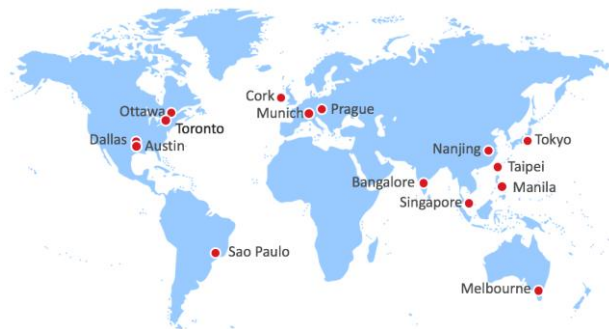 Cork
Munich
Prague
Ottawa
Toronto
Dallas
Austin
Tokyo
Nanjing
Taipei
Bangalore
Manila
Singapore
Sao Paulo
Melbourne